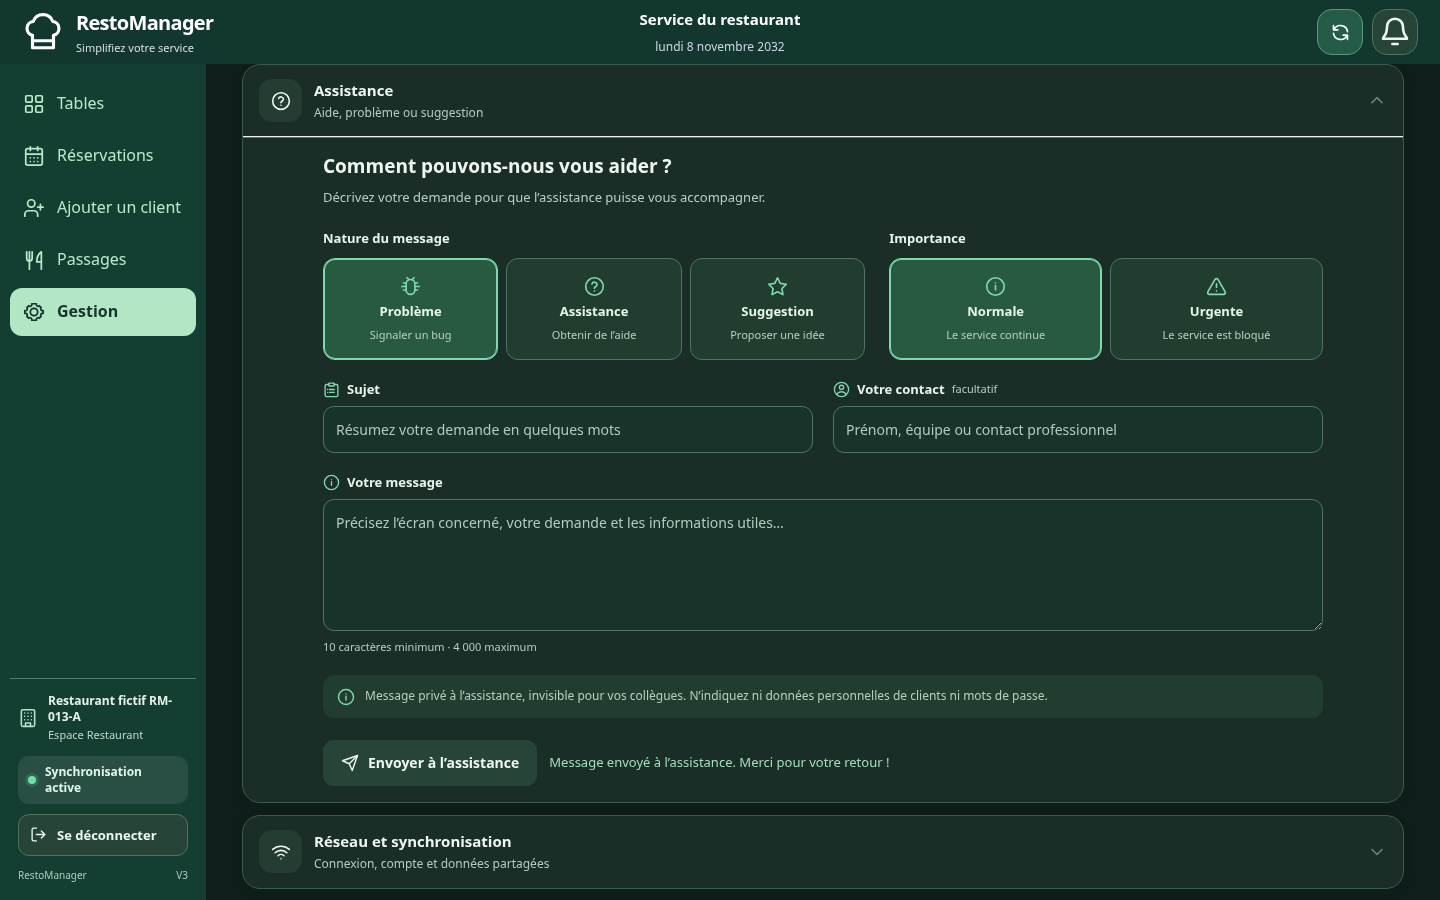 RestoManager
Simplifiez votre service
Service du restaurant
lundi 8 novembre 2032
Tables
Réservations
Ajouter un client
Passages
Gestion
Restaurant fictif RM-
013-A
Espace Restaurant
Synchronisation
active
Se déconnecter
RestoManager V3
Assistance
Aide, problème ou suggestion
Comment pouvons-nous vous aider ?
Décrivez votre demande pour que l’assistance puisse vous accompagner.
Nature du message
Importance
Problème
Signaler un bug
Assistance
Obtenir de l’aide
Suggestion
Proposer une idée
Normale
Le service continue
Urgente
Le service est bloqué
Sujet
Votre contact facultatif
Résumez votre demande en quelques mots
Prénom, équipe ou contact professionnel
Votre message
Précisez l’écran concerné, votre demande et les informations utiles…
10 caractères minimum · 4 000 maximum
Message privé à l’assistance, invisible pour vos collègues. N’indiquez ni données personnelles de clients ni mots de passe.
Envoyer à l’assistance
Message envoyé à l’assistance. Merci pour votre retour !
Réseau et synchronisation
Connexion, compte et données partagées